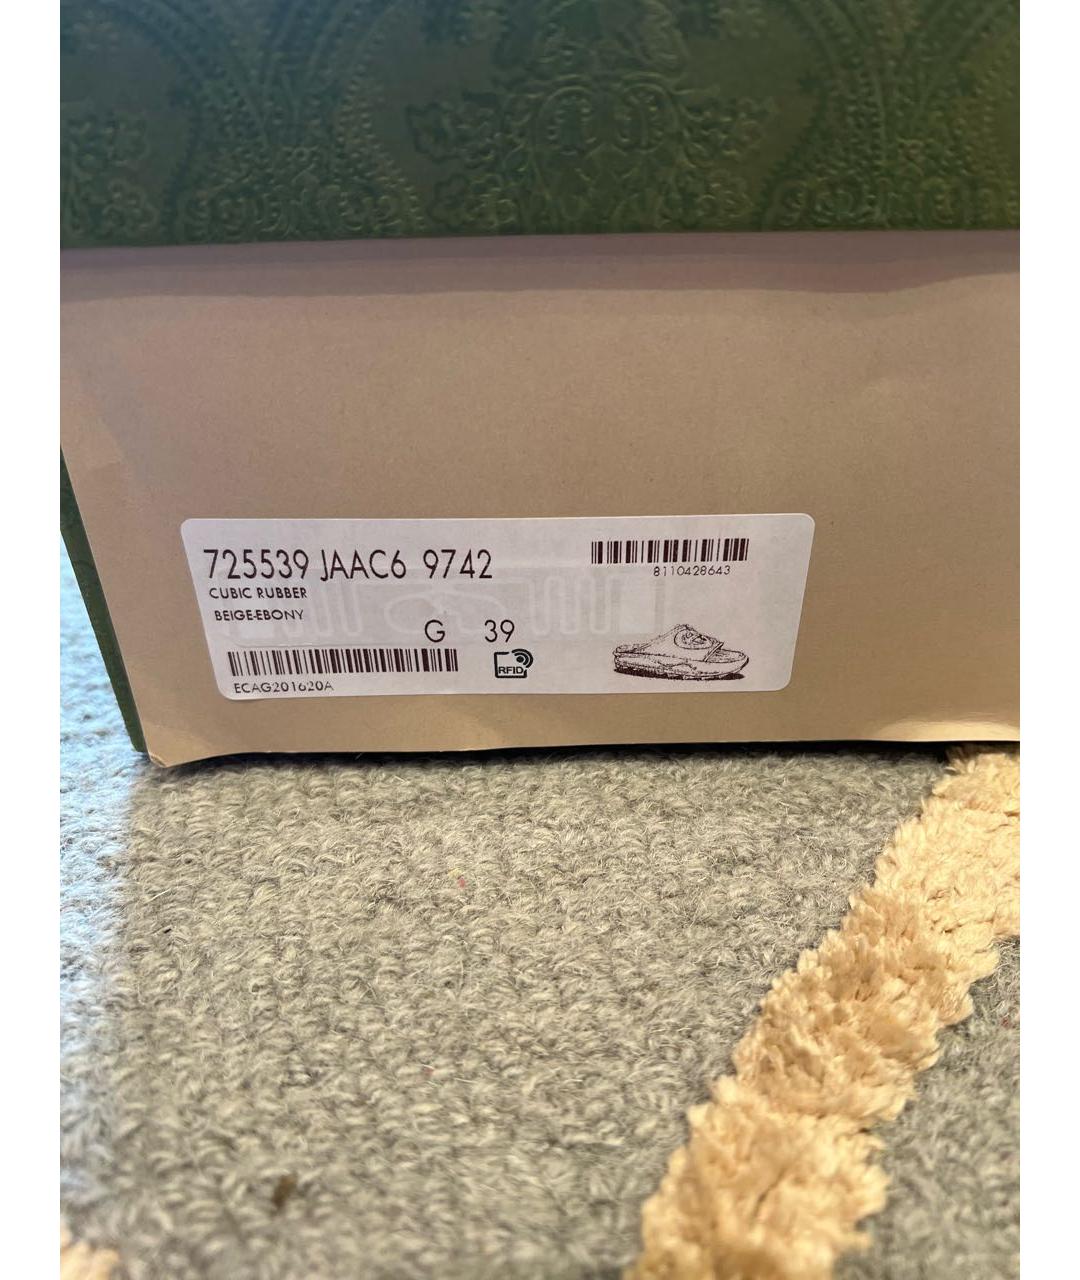 725539 JAAC6 9742
8110428643
CUBIC RUBBER
BEIGE-EBONY
G 39
RFID
ECAG201620A